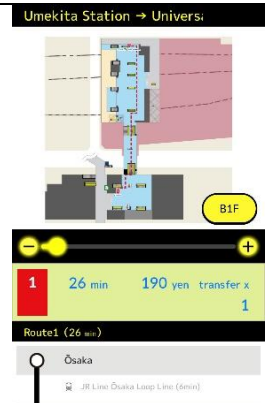 Umekita Station → Univers
B1F
1
26 min
190 yen
transfer x
1
Route1 (26 min)
Ōsaka
JR Line Ōsaka Loop Line (6min)